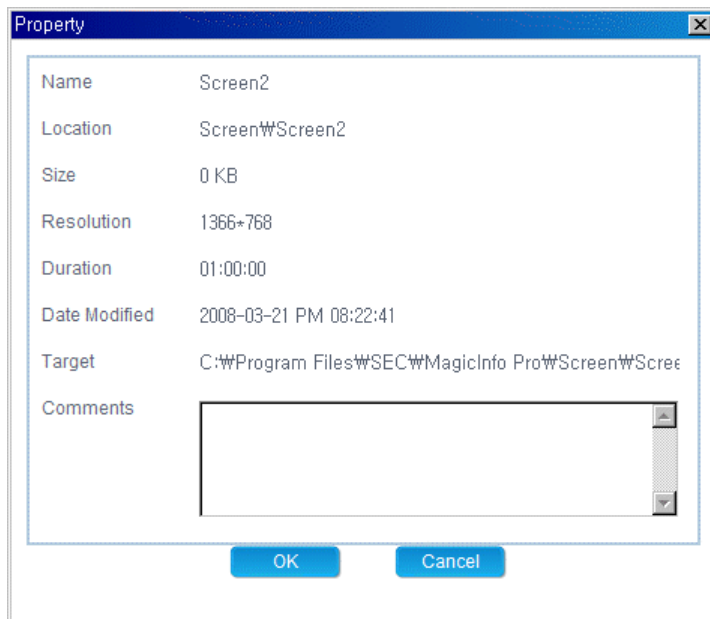 Property
Name Screen2
Location Screen₩Screen2
Size 0 KB
Resolution 1366*768
Duration 01:00:00
Date Modified 2008-03-21 PM 08:22:41
Target C:₩Program Files₩SEC₩MagicInfo Pro₩Screen₩Scree
Comments
OK Cancel